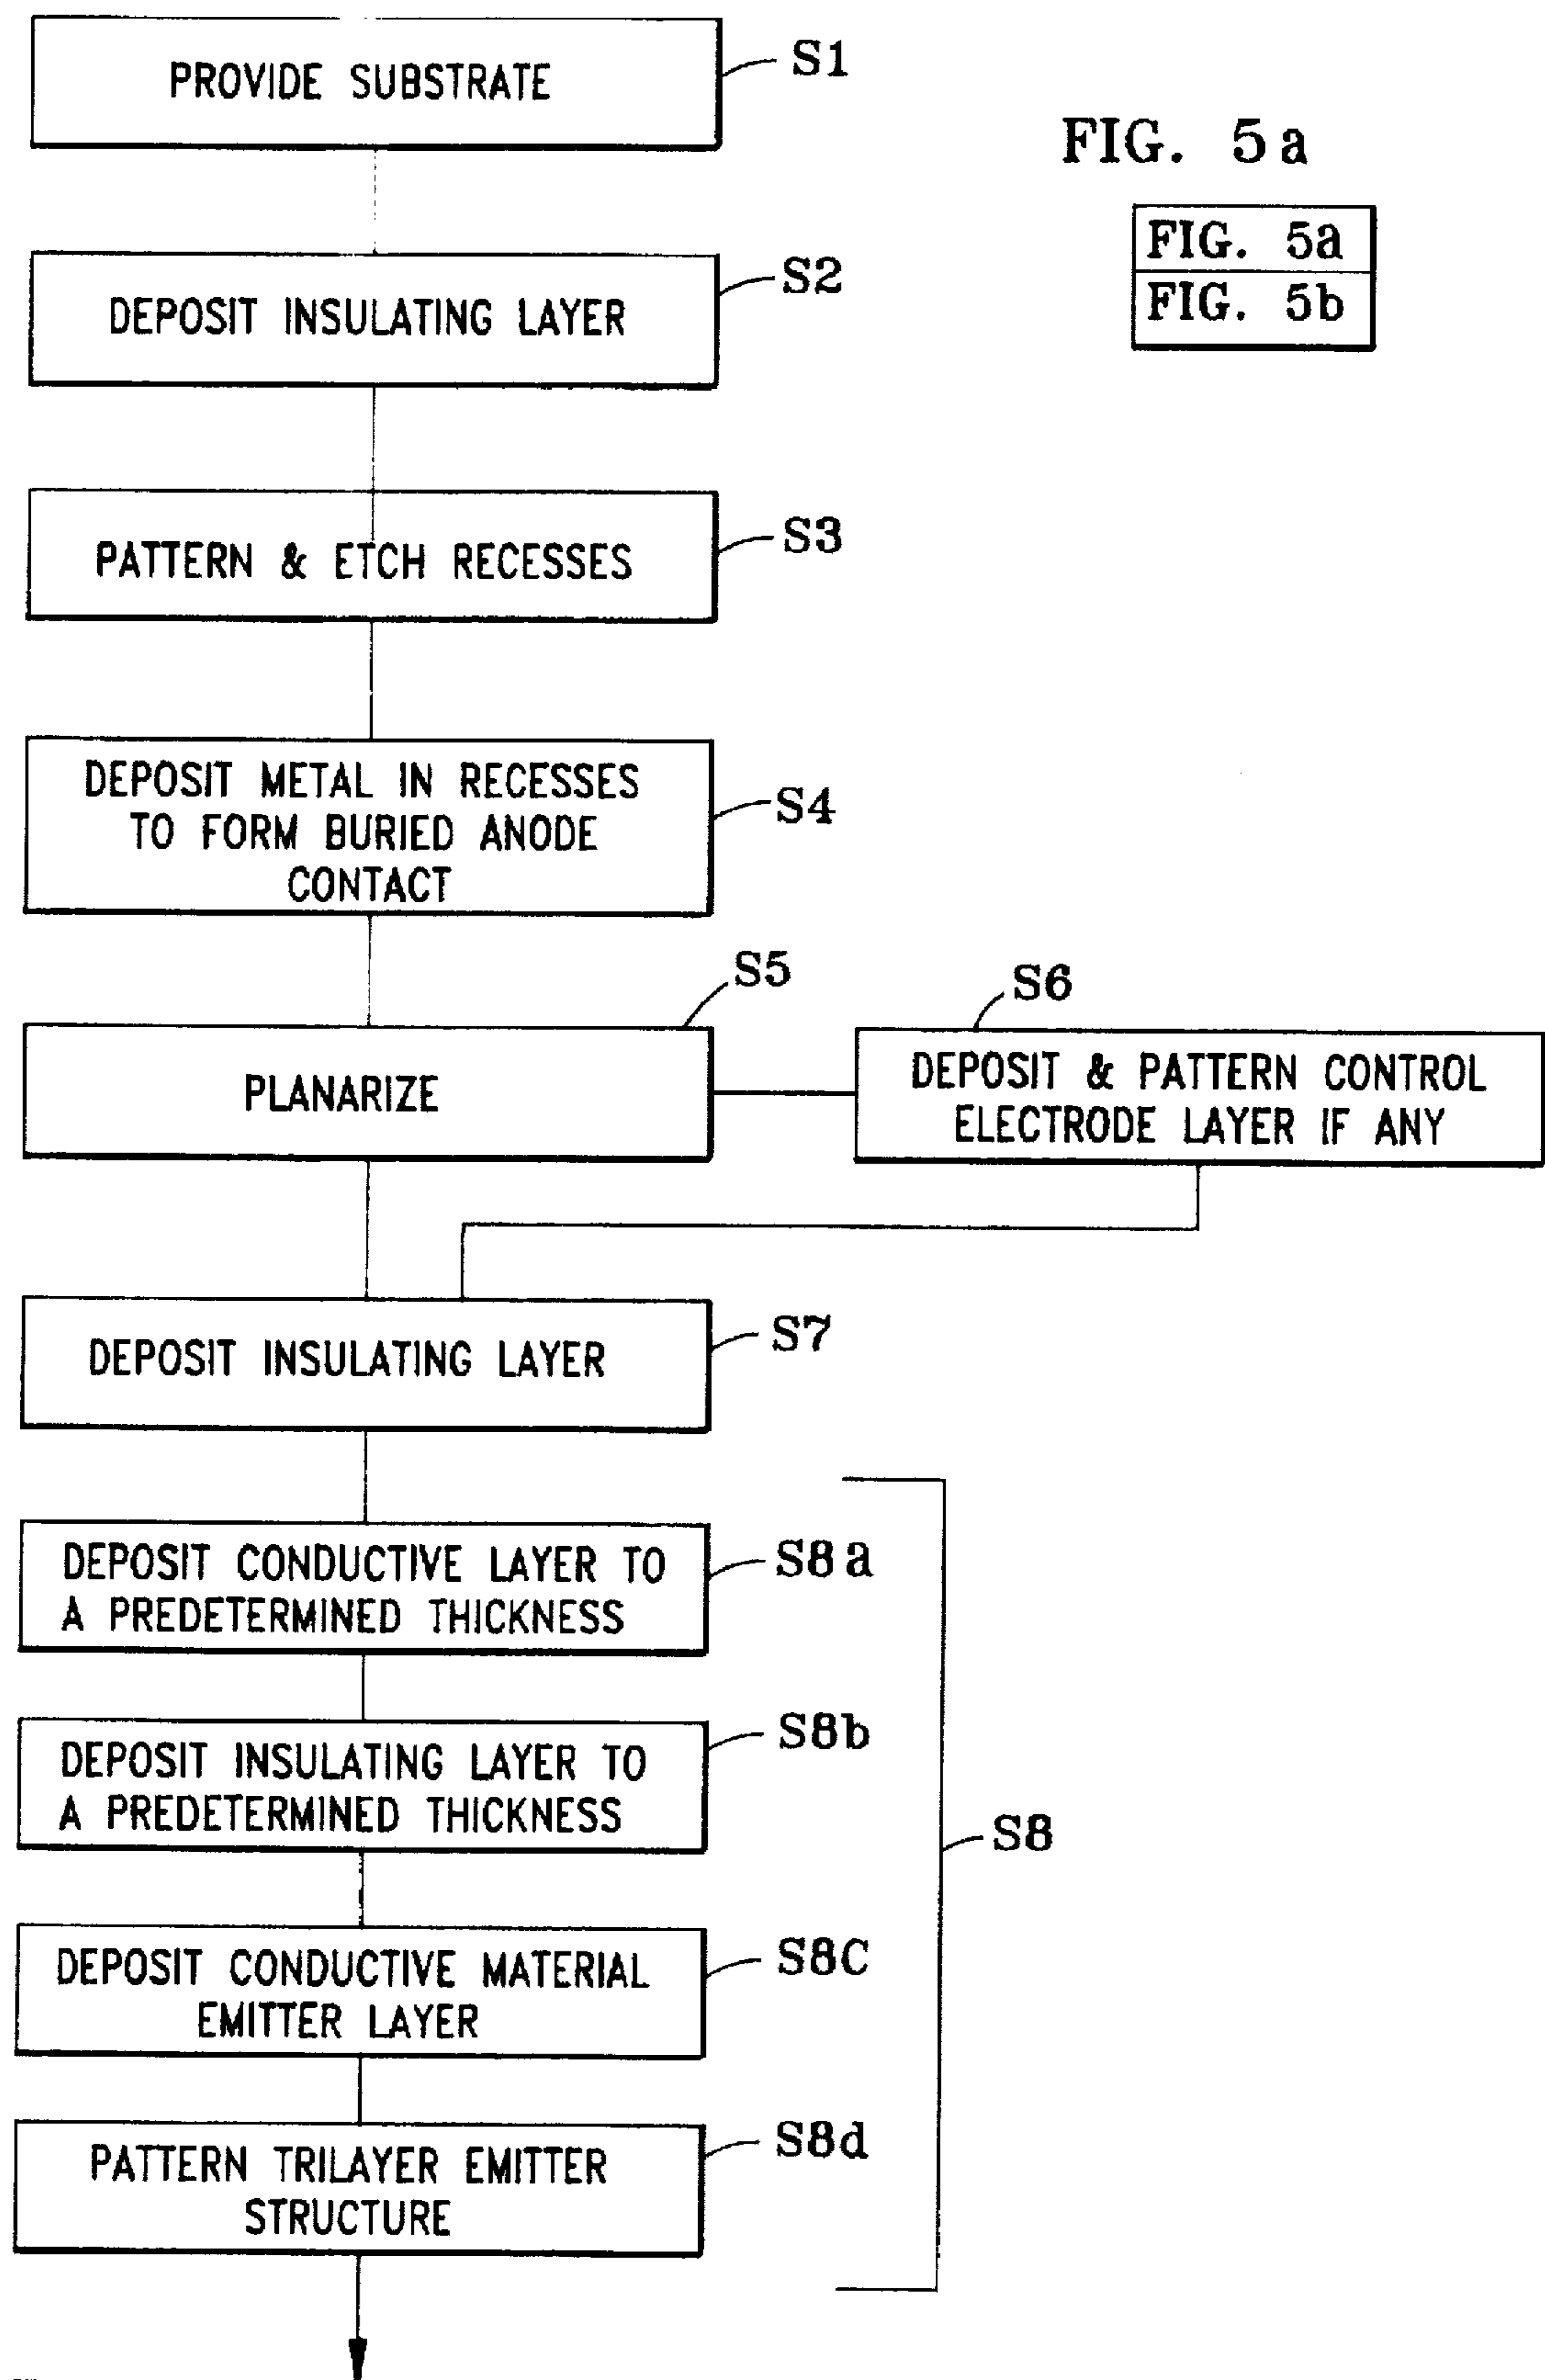 PROVIDE SUBSTRATE
S1
FIG. 5a
FIG. 5a
FIG. 5b
DEPOSIT INSULATING LAYER
S2
PATTERN & ETCH RECESSES
S3
DEPOSIT METAL IN RECESSES
TO FORM BURIED ANODE
CONTACT
S4
PLANARIZE
S5
DEPOSIT & PATTERN CONTROL
ELECTRODE LAYER IF ANY
S6
DEPOSIT INSULATING LAYER
S7
DEPOSIT CONDUCTIVE LAYER TO
A PREDETERMINED THICKNESS
S8a
DEPOSIT INSULATING LAYER TO
A PREDETERMINED THICKNESS
S8b
S8
DEPOSIT CONDUCTIVE MATERIAL
EMITTER LAYER
S8C
PATTERN TRILAYER EMITTER
STRUCTURE
S8d